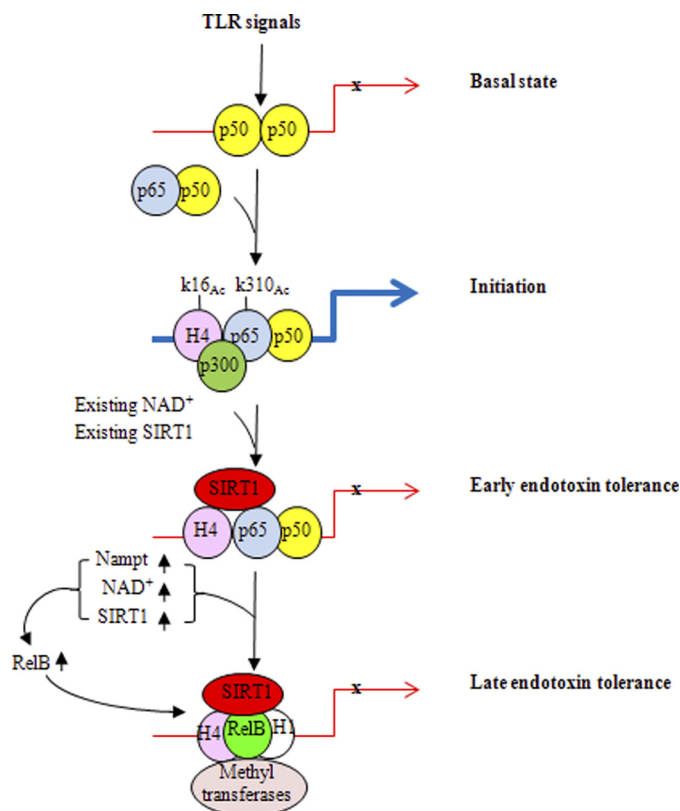 TLR signals
x
Basal state
p50 p50
p65 p50
k16Ac k310Ac
Initiation
H4 p65 p50
p300
Existing NAD+
Existing SIRT1
SIRT1
x
Early endotoxin tolerance
H4 p65 p50
Nampt
NAD+
SIRT1
RelB
x
Late endotoxin tolerance
SIRT1
H4 RelB H1
Methyl
transferases